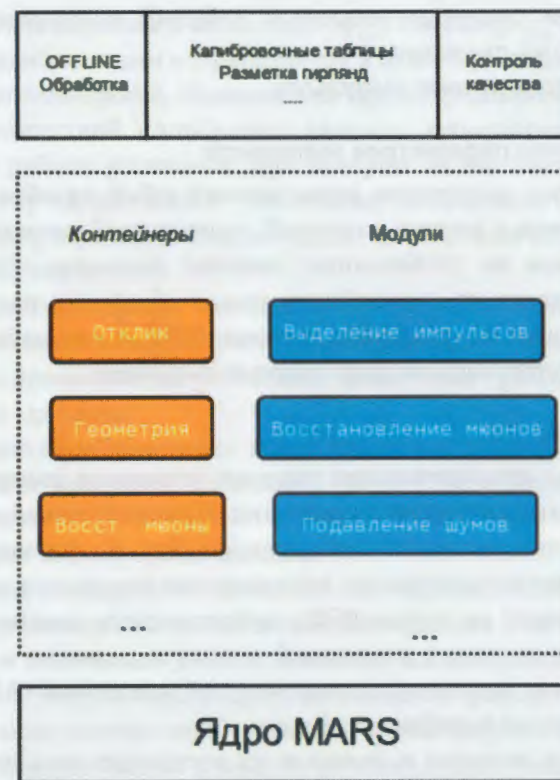 OFFLINE
Обработка
Калибровочные таблицы
Разметка гирлянд
....
Контроль
качества
Контейнеры
Модули
Отклик
Выделение импульсов
Геометрия
Восстановление мюонов
Восст мюоны
Подавление шумов
...
...
Ядро MARS